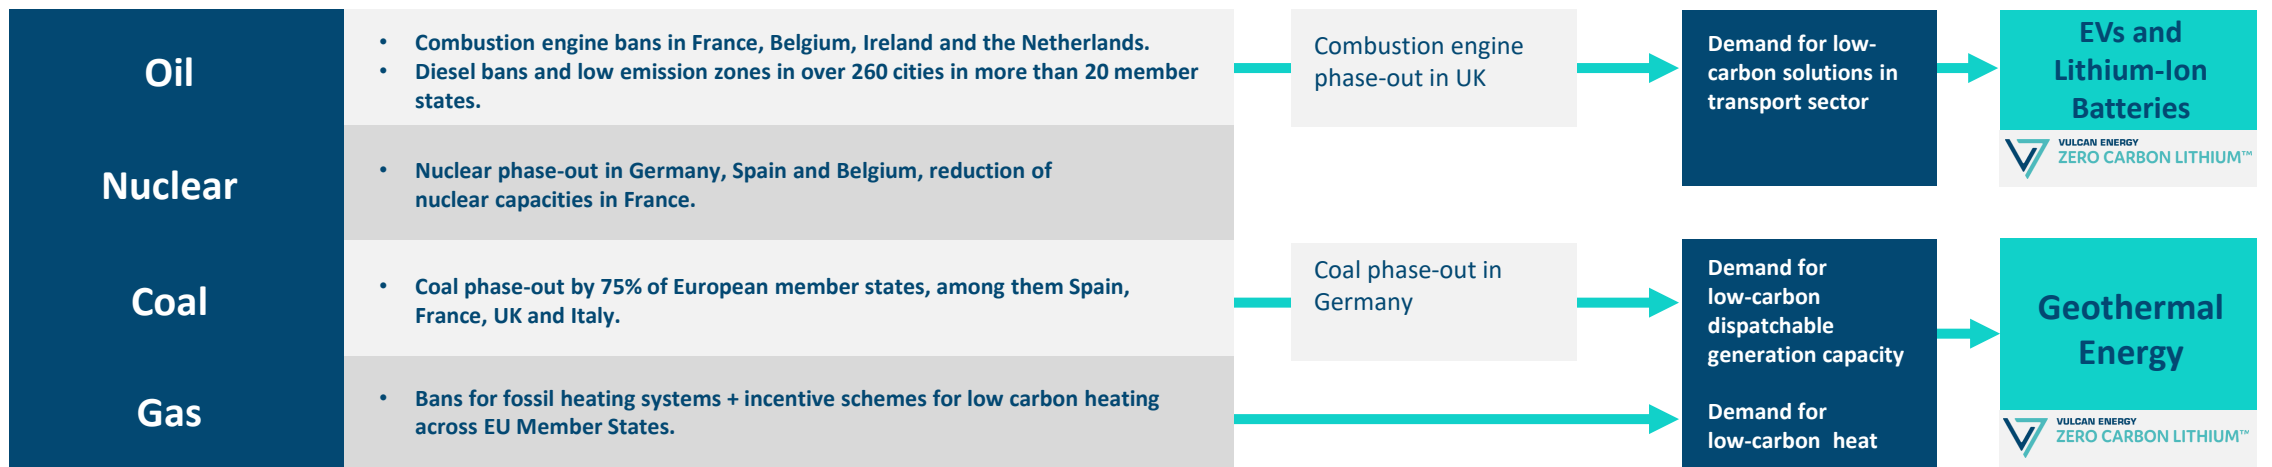 Oil
• Combustion engine bans in France, Belgium, Ireland and the Netherlands.
• Diesel bans and low emission zones in over 260 cities in more than 20 member
states.
Combustion engine
phase-out in UK
Demand for low-
carbon solutions in
transport sector
EVs and
Lithium-Ion
Batteries
VULCAN ENERGY
ZERO CARBON LITHIUM™
Nuclear
• Nuclear phase-out in Germany, Spain and Belgium, reduction of
nuclear capacities in France.
Coal
• Coal phase-out by 75% of European member states, among them Spain,
France, UK and Italy.
Coal phase-out in
Germany
Demand for
low-carbon
dispatchable
generation capacity
Geothermal
Energy
Gas
• Bans for fossil heating systems + incentive schemes for low carbon heating
across EU Member States.
Demand for
low-carbon heat
VULCAN ENERGY
ZERO CARBON LITHIUM™